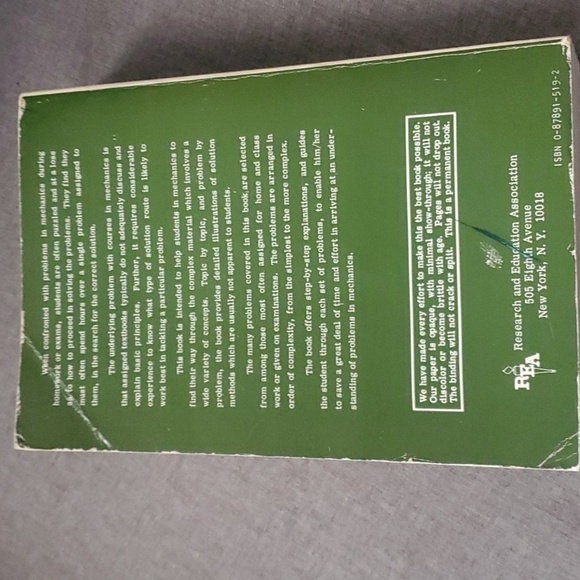 When confronted with problems in mechanics during
homework or exams, students are often puzzled and at a loss
as to how to proceed in solving the problems. They find they
must often spend hours over a single problem assigned to
them, in the search for the correct solution.
The underlying problem with courses in mechanics is
that assigned textbooks typically do not adequately discuss and
explain basic principles. Further, it requires considerable
experience to know what type of solution route is likely to
work best in tackling a particular problem.
This book is intended to help students in mechanics to
find their way through the complex material which involves a
wide variety of concepts. Topic by topic, and problem by
problem, the book provides detailed illustrations of solution
methods which are usually not apparent to students.
The many problems covered in this book are selected
from among those most often assigned for home and class
work or given on examinations. The problems are arranged in
order of complexity, from the simplest to the more complex.
The book offers step-by-step explanations, and guides
the student through each set of problems, to enable him/her
to save a great deal of time and effort in arriving at an under-
standing of problems in mechanics.
We have made every effort to make this the best book possible.
Our paper is opaque, with minimal show-through; it will not
discolor or become brittle with age. Pages will not drop out.
The binding will not crack or split. This is a permanent book.
REA
Research and Education Association
505 Eighth Avenue
New York, N. Y. 10018
ISBN 0-87891-519-2